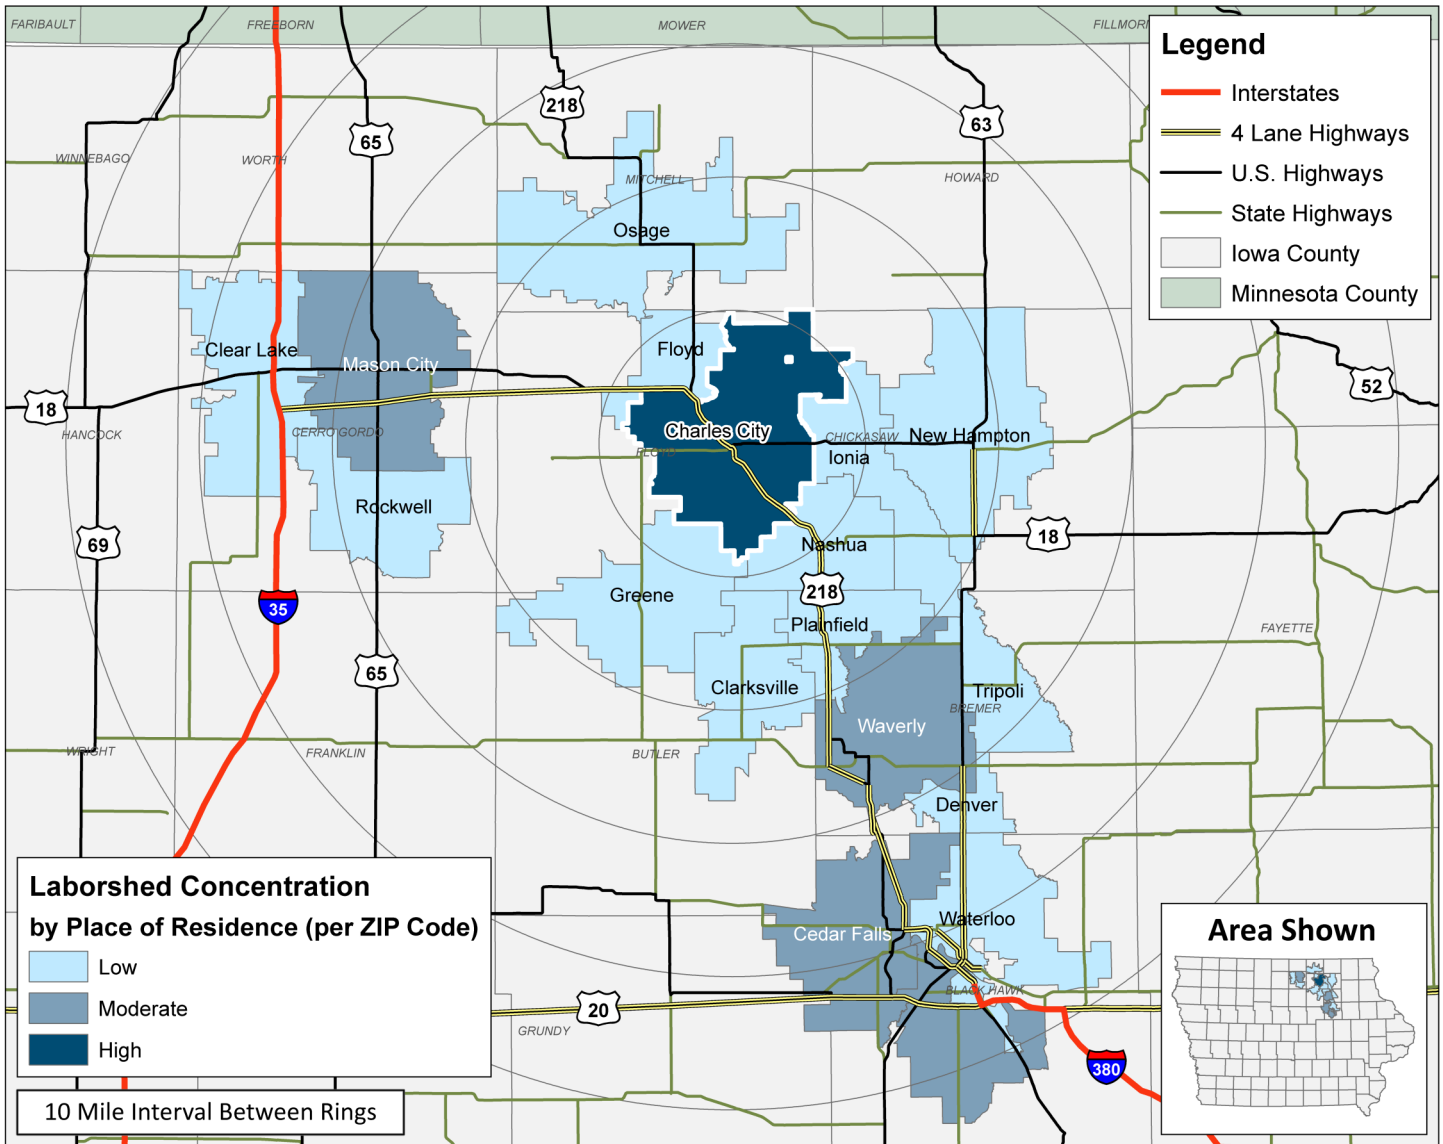 FARIBAULT
FREEBORN
MOWER
Legend
Interstates
4 Lane Highways
U.S. Highways
State Highways
Iowa County
Minnesota County
218
65
63
WINNEBAGO
WORTH
MITCHELL
HOWARD
Osage
Clear Lake
Mason City
Floyd
18
52
HANCOCK
CERRO GORDO
Charles City
FLOYD
CHICKASAW
New Hampton
Ionia
Rockwell
69
Nashua
18
35
Greene
218
Plainfield
FAYETTE
65
Clarksville
Tripoli
BREMER
Waverly
WRIGHT
FRANKLIN
BUTLER
Denver
Laborshed Concentration
by Place of Residence (per ZIP Code)
Low
Moderate
High
Waterloo
Cedar Falls
BLACK HAWK
20
GRUNDY
380
Area Shown
10 Mile Interval Between Rings